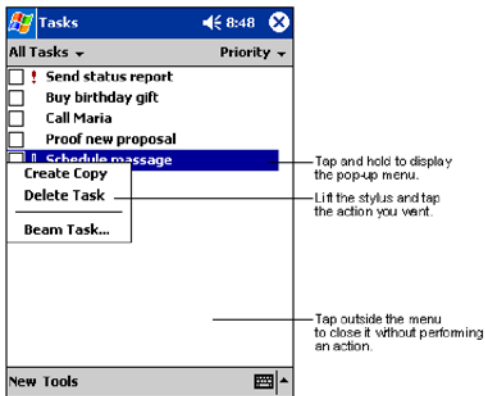 Tasks 8:48
All Tasks Priority
! Send status report
Buy birthday gift
Call Maria
Proof new proposal
! Schedule massage
Create Copy
Delete Task
Beam Task...
Tap and hold to display
the pop-up menu.
Lift the stylus and tap
the action you want.
Tap outside the menu
to close it without performing
an action.
New Tools